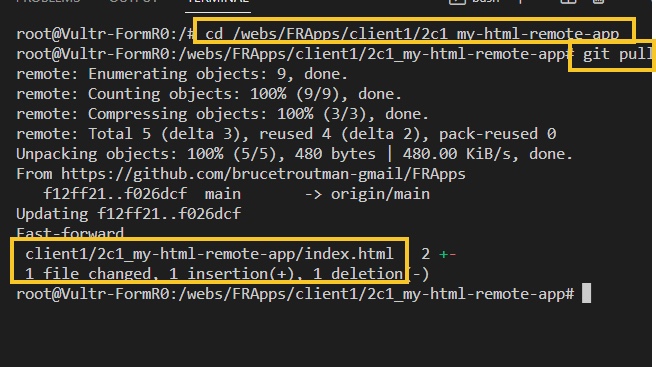 TERMINAL
bash
root@Vultr-FormR0:/# cd /webs/FRApps/client1/2c1_my-html-remote-app
root@Vultr-FormR0:/webs/FRApps/client1/2c1_my-html-remote-app# git pull
remote: Enumerating objects: 9, done.
remote: Counting objects: 100% (9/9), done.
remote: Compressing objects: 100% (3/3), done.
remote: Total 5 (delta 3), reused 4 (delta 2), pack-reused 0
Unpacking objects: 100% (5/5), 480 bytes | 480.00 KiB/s, done.
From https://github.com/brucetroutman-gmail/FRApps
   f12ff21..f026dcf  main       -> origin/main
Updating f12ff21..f026dcf
Fast-forward
 client1/2c1_my-html-remote-app/index.html | 2 +-
 1 file changed, 1 insertion(+), 1 deletion(-)
root@Vultr-FormR0:/webs/FRApps/client1/2c1_my-html-remote-app#